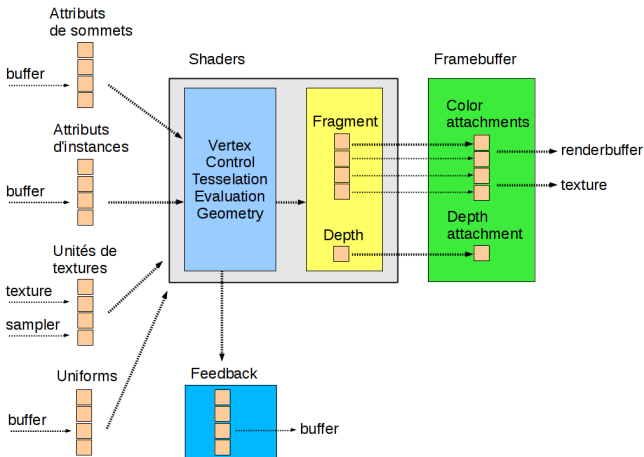 Attributs
de sommets
buffer
Attributs
d'instances
buffer
Unités de
textures
texture
sampler
Uniforms
buffer
Shaders
Vertex
Control
Tesselation
Evaluation
Geometry
Fragment
Depth
Feedback
buffer
Framebuffer
Color
attachments
Depth
attachment
renderbuffer
texture